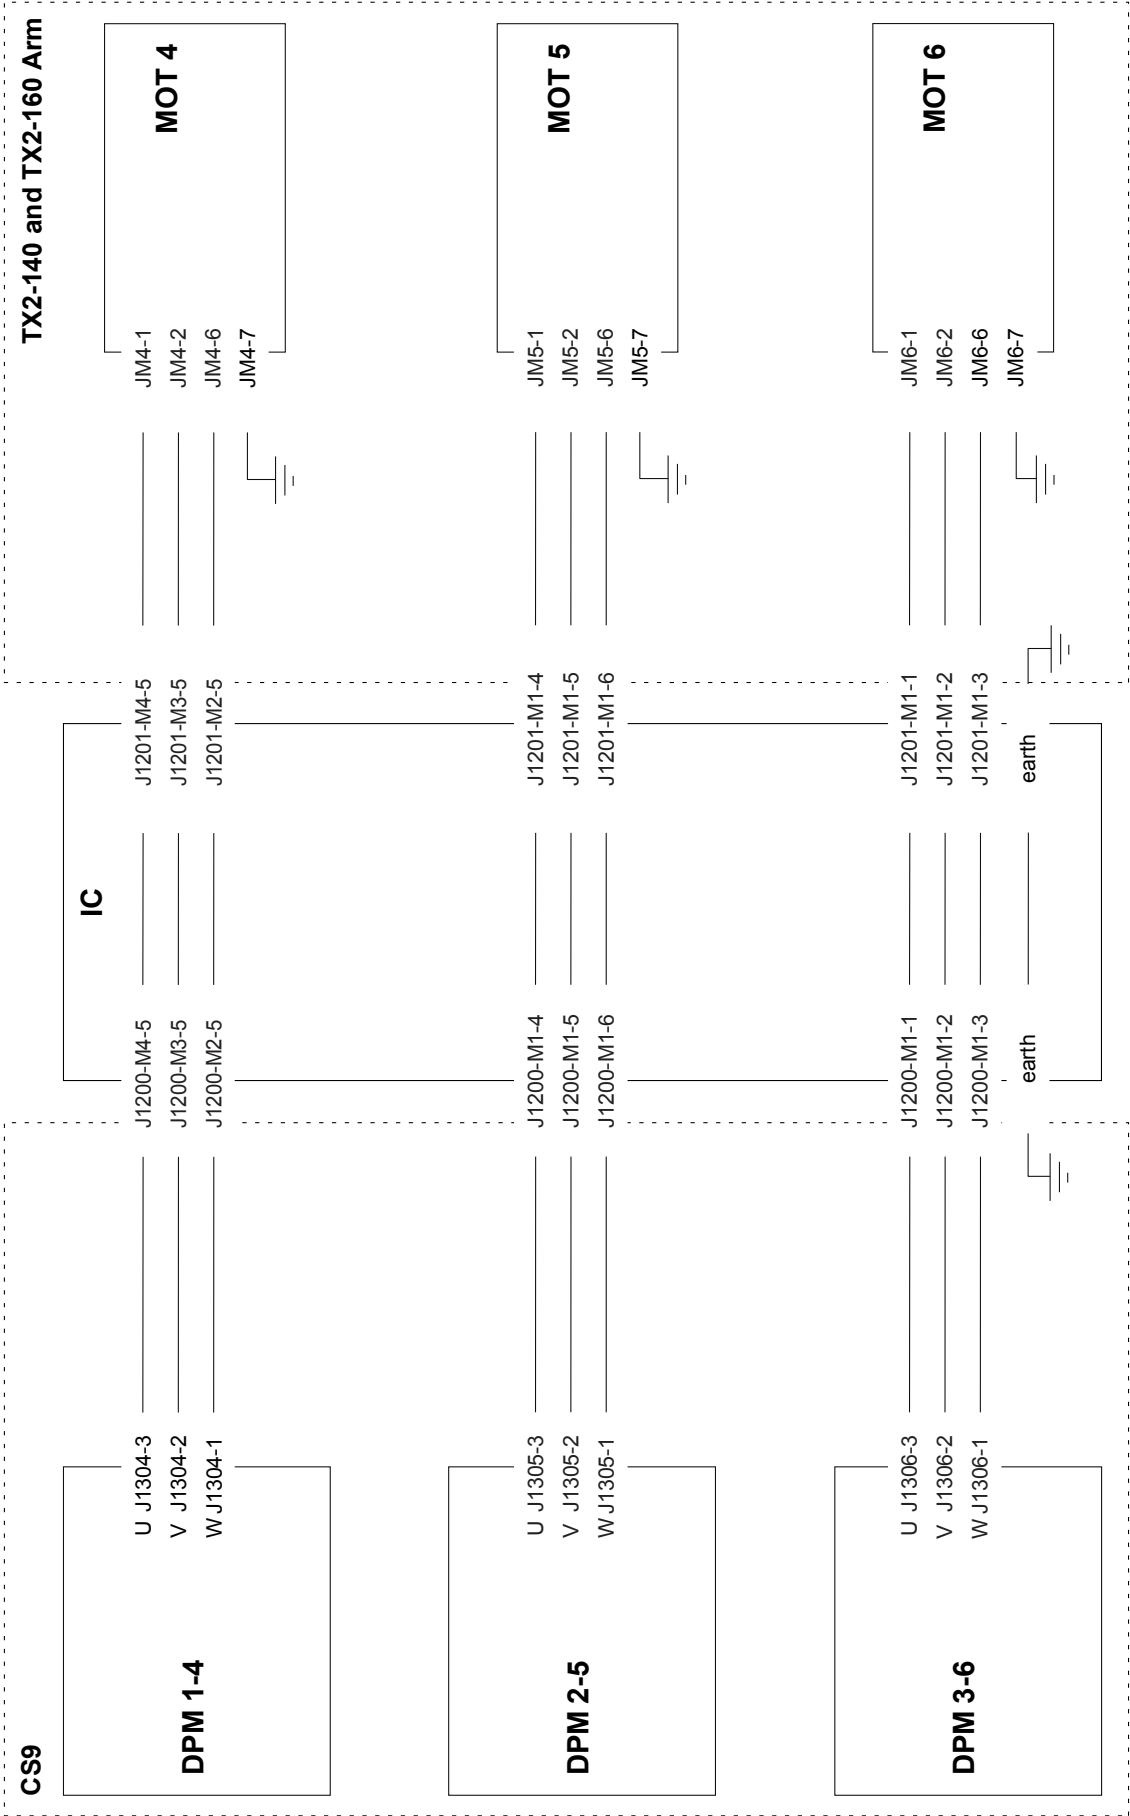 CS9
DPM 1-4
U J1304-3
V J1304-2
W J1304-1
DPM 2-5
U J1305-3
V J1305-2
W J1305-1
DPM 3-6
U J1306-3
V J1306-2
W J1306-1
IC
J1200-M4-5
J1200-M3-5
J1200-M2-5
J1200-M1-4
J1200-M1-5
J1200-M1-6
J1200-M1-1
J1200-M1-2
J1200-M1-3
earth
J1201-M4-5
J1201-M3-5
J1201-M2-5
J1201-M1-4
J1201-M1-5
J1201-M1-6
J1201-M1-1
J1201-M1-2
J1201-M1-3
earth
TX2-140 and TX2-160 Arm
JM4-1
JM4-2
JM4-6
JM4-7
MOT 4
JM5-1
JM5-2
JM5-6
JM5-7
MOT 5
JM6-1
JM6-2
JM6-6
JM6-7
MOT 6